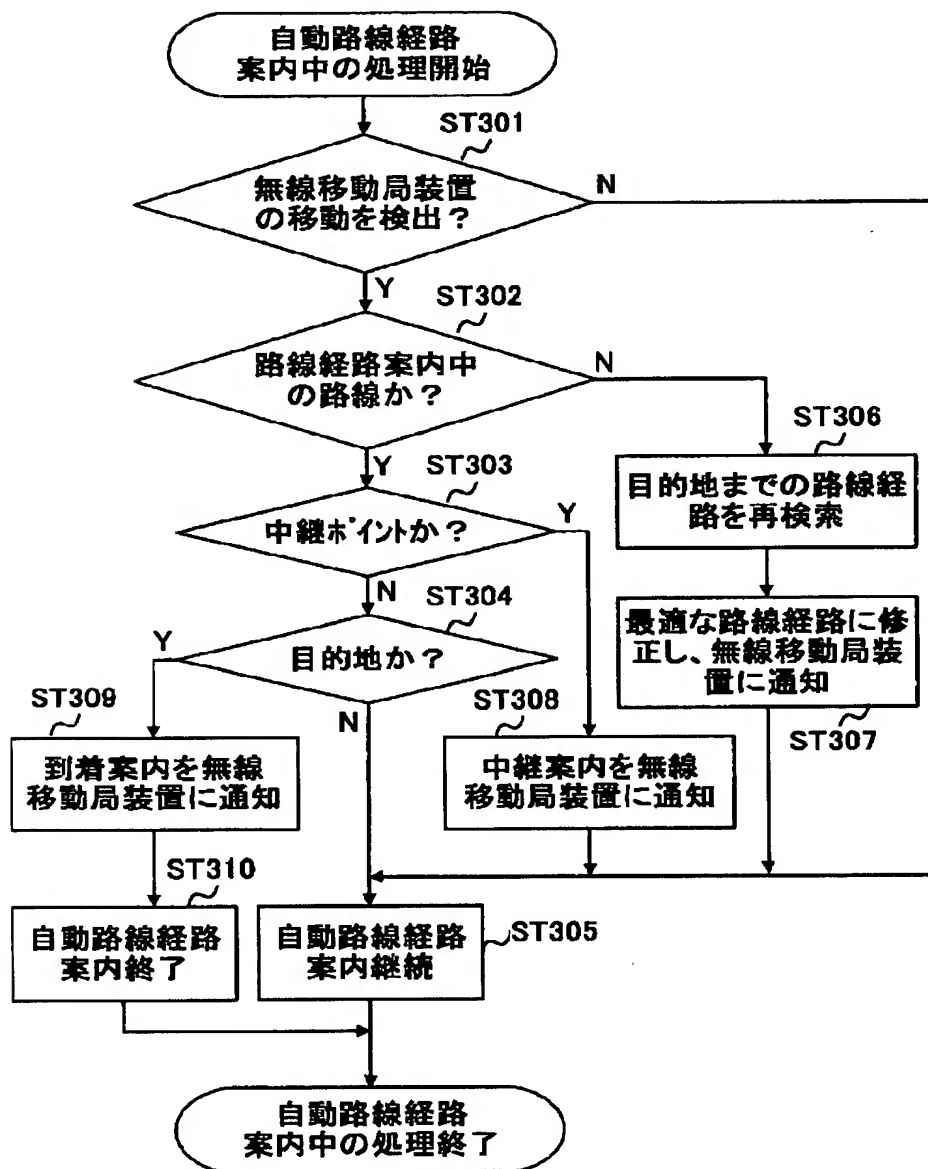 自動路線経路
案内中の処理開始
ST301
無線移動局装置
の移動を検出?
N
Y
ST302
路線経路案内中
の路線か?
N
Y
ST303
中継ポイントか?
Y
N
ST304
目的地か?
Y
N
ST306
目的地までの路線経
路を再検索
最適な路線経路に修
正し、無線移動局装
置に通知
ST307
ST308
中継案内を無線
移動局装置に通知
ST309
到着案内を無線
移動局装置に通知
ST310
自動路線経路
案内終了
自動路線経路
案内継続
ST305
自動路線経路
案内中の処理終了